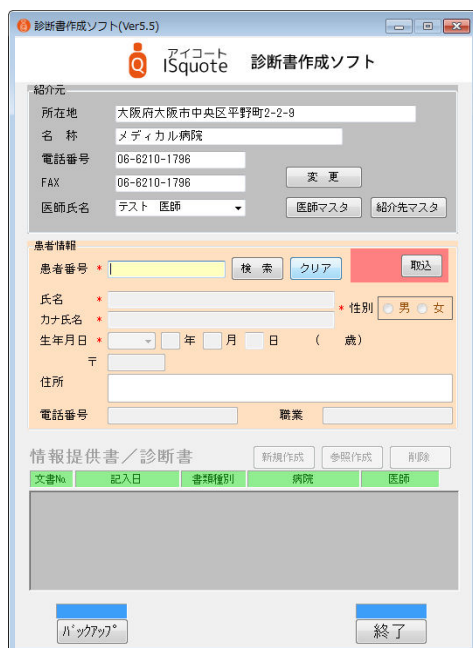 診断書作成ソフト(Ver5.5)
アイコート
ISquote 診断書作成ソフト
紹介元
所在地 大阪府大阪市中央区平野町2-2-9
名 称 メディカル病院
電話番号 06-6210-1796
FAX 06-6210-1796 変 更
医師氏名 テスト 医師 医師マスタ 紹介先マスタ
患者情報
患者番号 * 検 索 クリア 取込
氏名 *
* 性別 男 女
カナ氏名 *
生年月日 * 年 月 日 ( 歳)
〒
住所
電話番号 職業
情報提供書/診断書 新規作成 参照作成 削除
文書No. 記入日 書類種別 病院 医師
バックアップ 終了